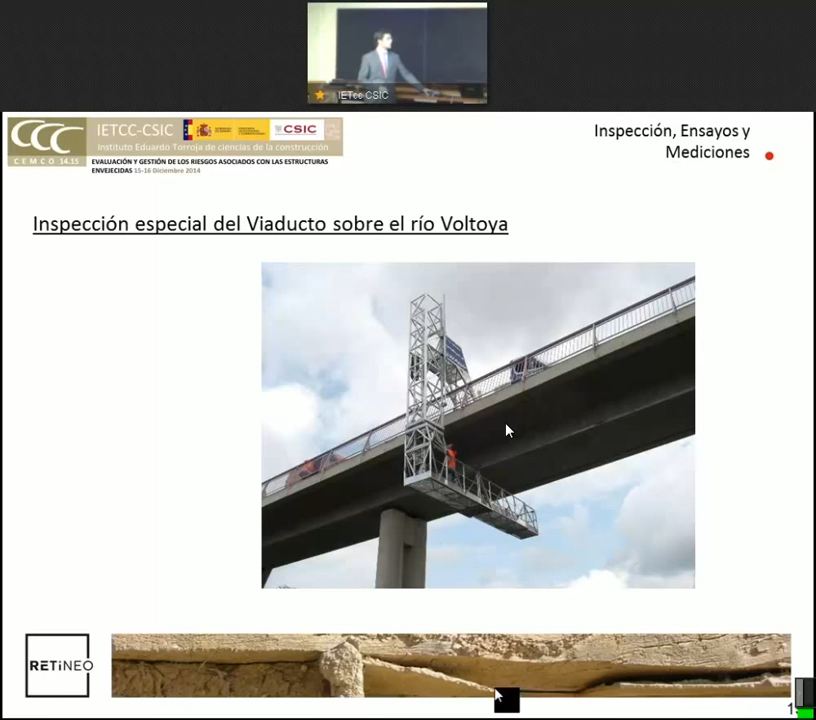 IETcc CSIC
CCC
CEMCO 14.15
IETCC-CSIC
CSIC
Instituto Eduardo Torroja de ciencias de la construcción
EVALUACIÓN Y GESTIÓN DE LOS RIESGOS ASOCIADOS CON LAS ESTRUCTURAS
ENVEJECIDAS 15-16 Diciembre 2014
Inspección, Ensayos y
Mediciones
Inspección especial del Viaducto sobre el río Voltoya
RETINEO